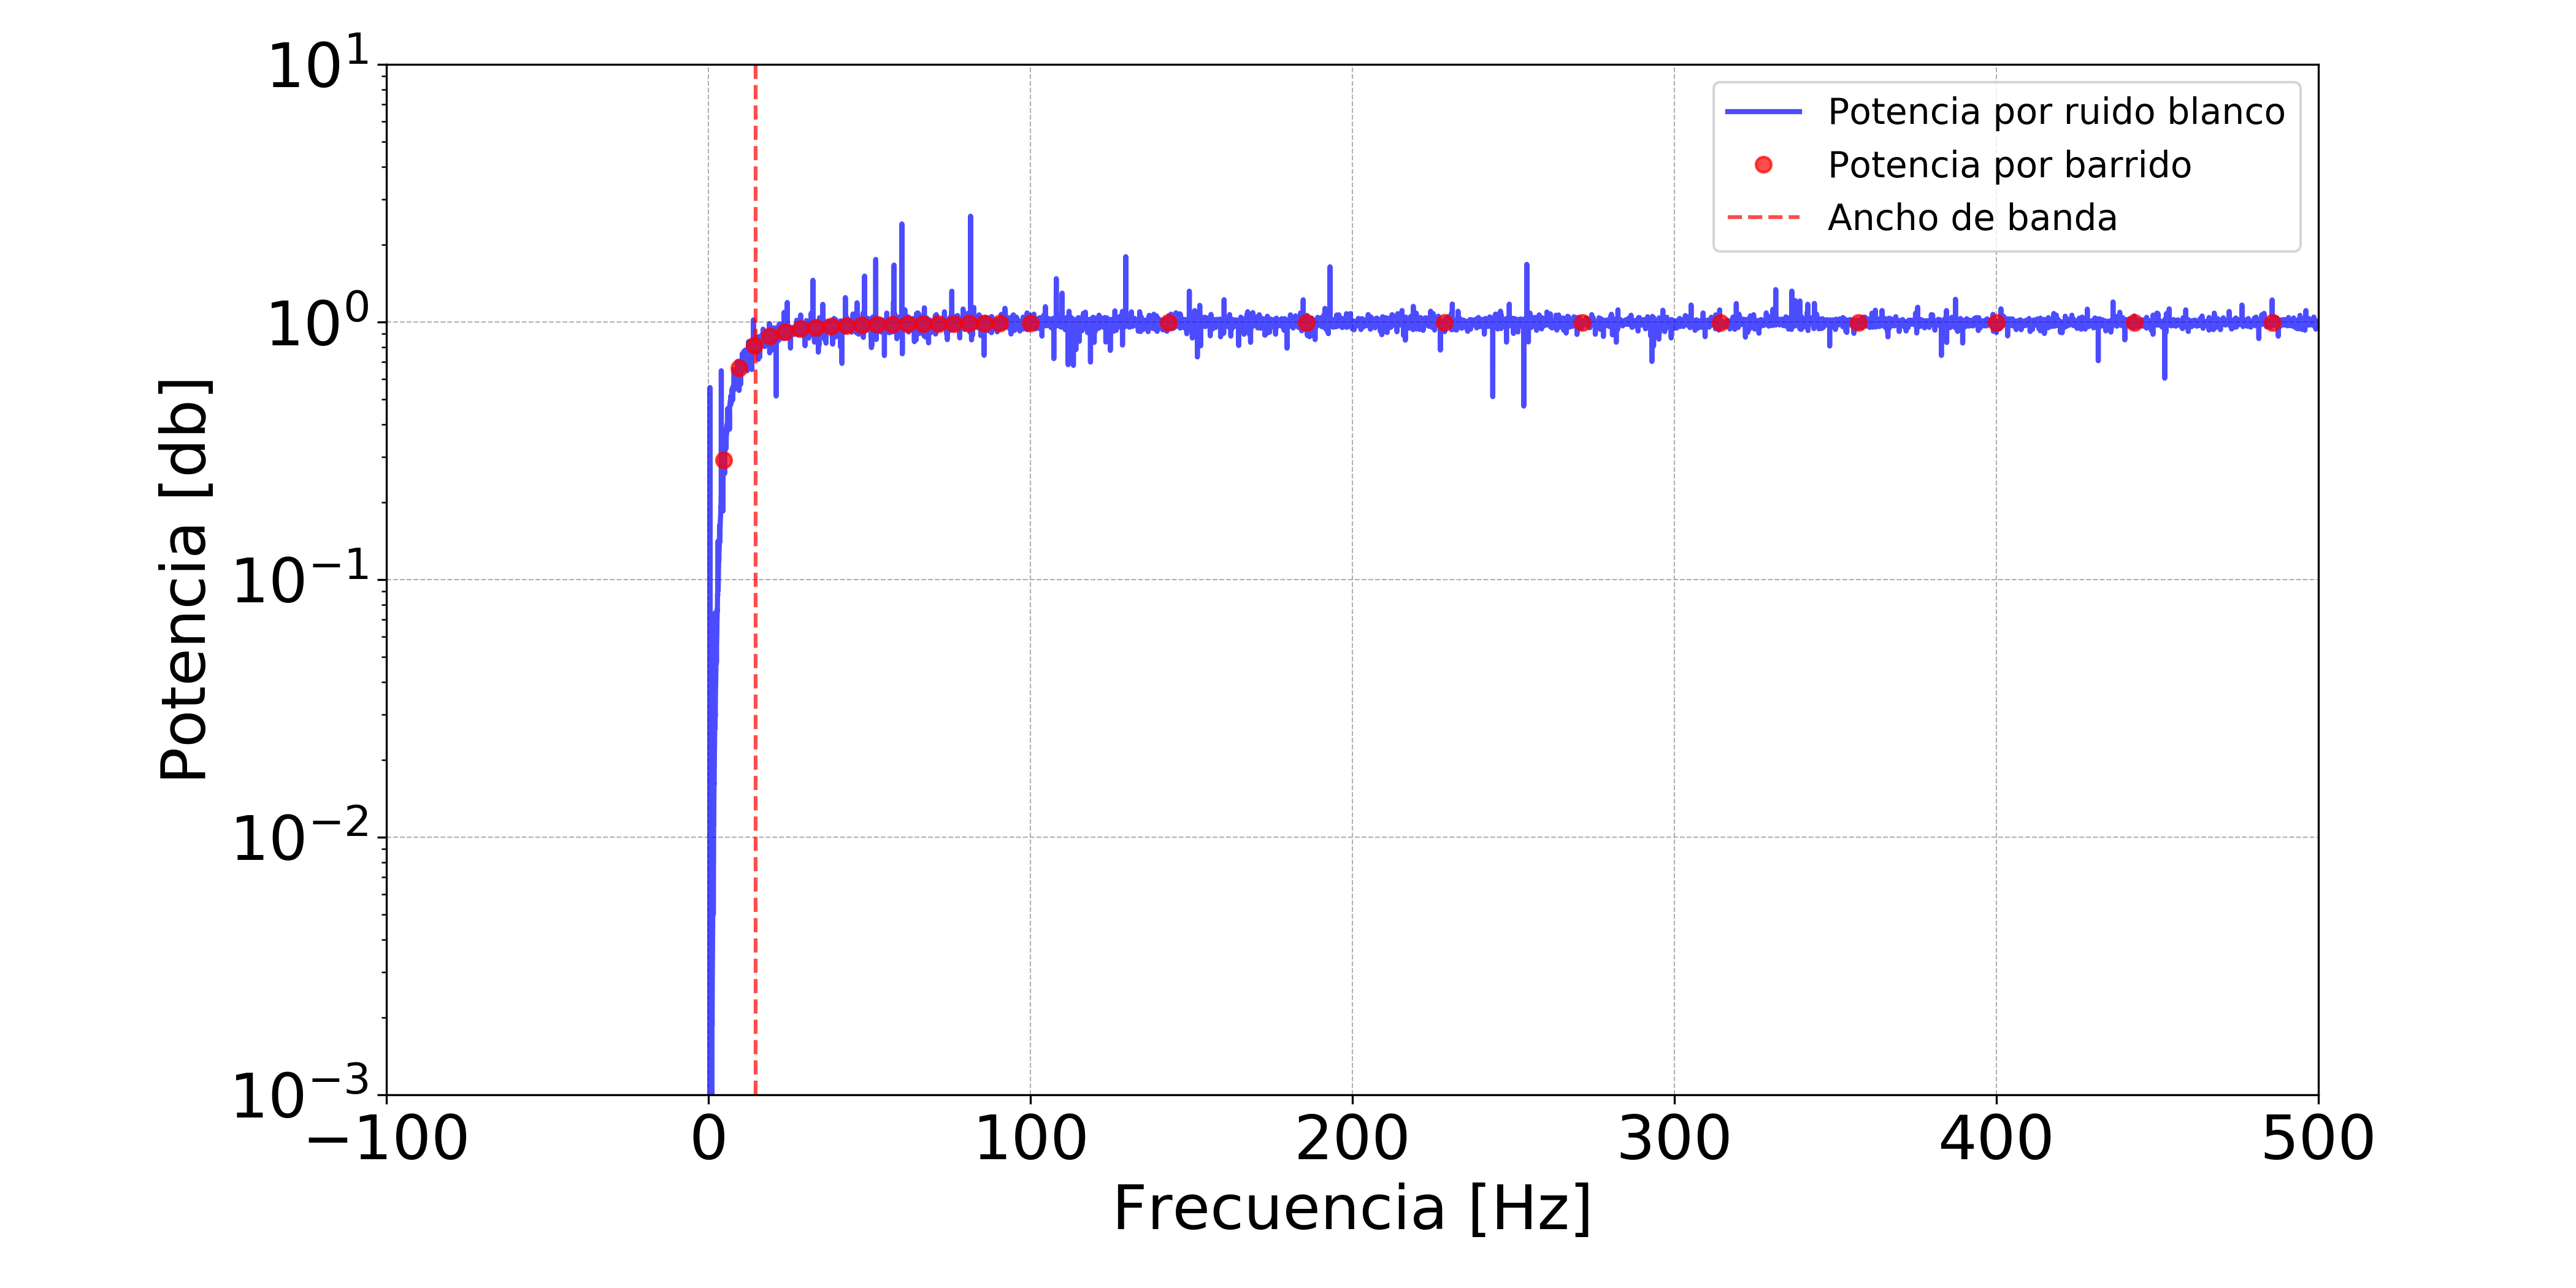 Potencia por ruido blanco
Potencia por barrido
Ancho de banda
10¹
10⁰
10⁻¹
10⁻²
10⁻³
Potencia [db]
−100 0 100 200 300 400 500
Frecuencia [Hz]